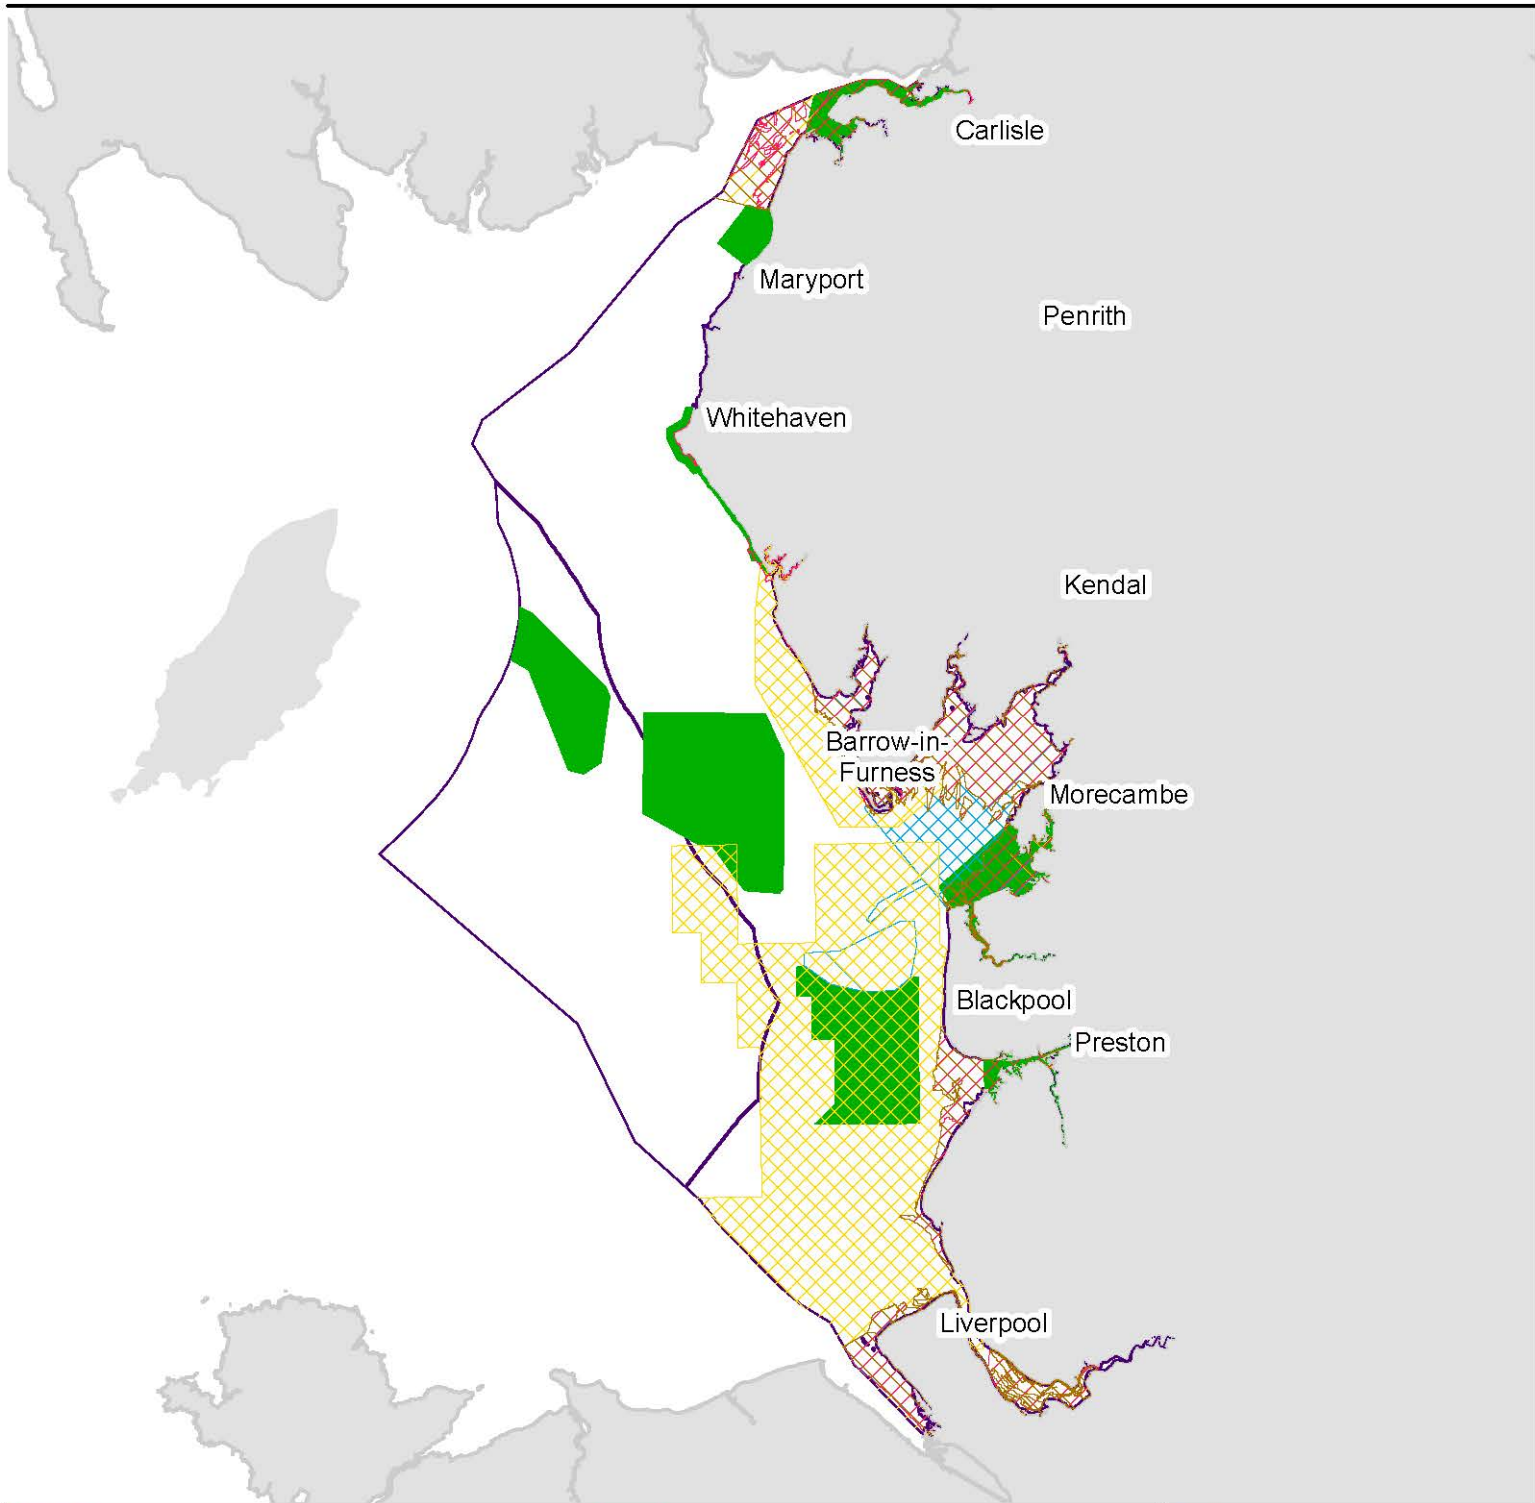 Carlisle
Maryport
Penrith
Whitehaven
Kendal
Barrow-in-
Furness
Morecambe
Blackpool
Preston
Liverpool